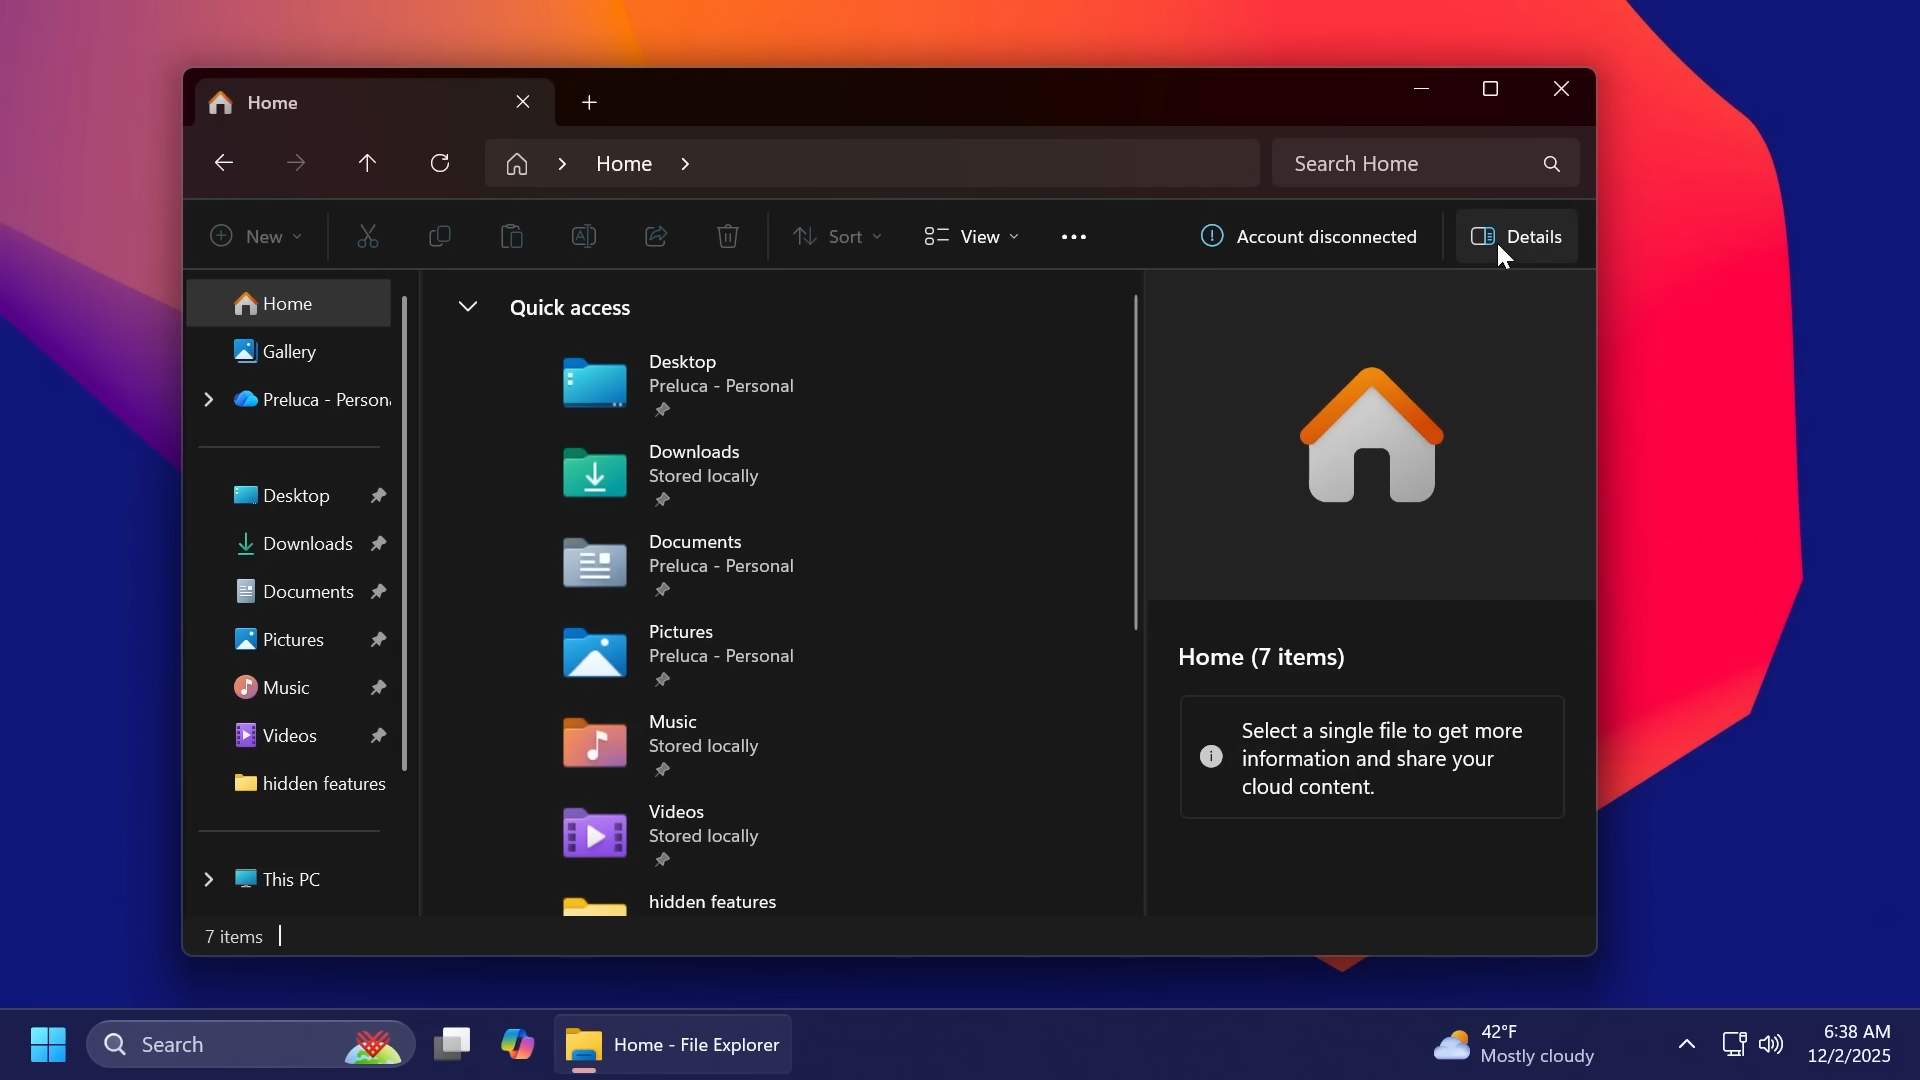 Home
Home
Search Home
New
Sort
View
Account disconnected
Details
Home
Gallery
Preluca - Person
Desktop
Downloads
Documents
Pictures
Music
Videos
hidden features
This PC
Quick access
Desktop
Preluca - Personal
Downloads
Stored locally
Documents
Preluca - Personal
Pictures
Preluca - Personal
Music
Stored locally
Videos
Stored locally
hidden features
Home (7 items)
Select a single file to get more
information and share your
cloud content.
7 items
Search
Home - File Explorer
42°F
Mostly cloudy
6:38 AM
12/2/2025